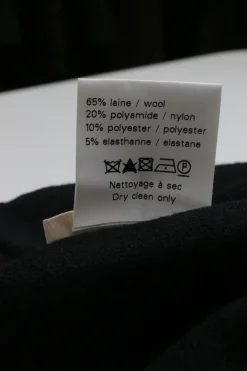 65% laine / wool
20% polyamide / nylon
10% polyester / polyester
5% elasthanne / elastane
P
Nettoyage à sec
Dry clean only